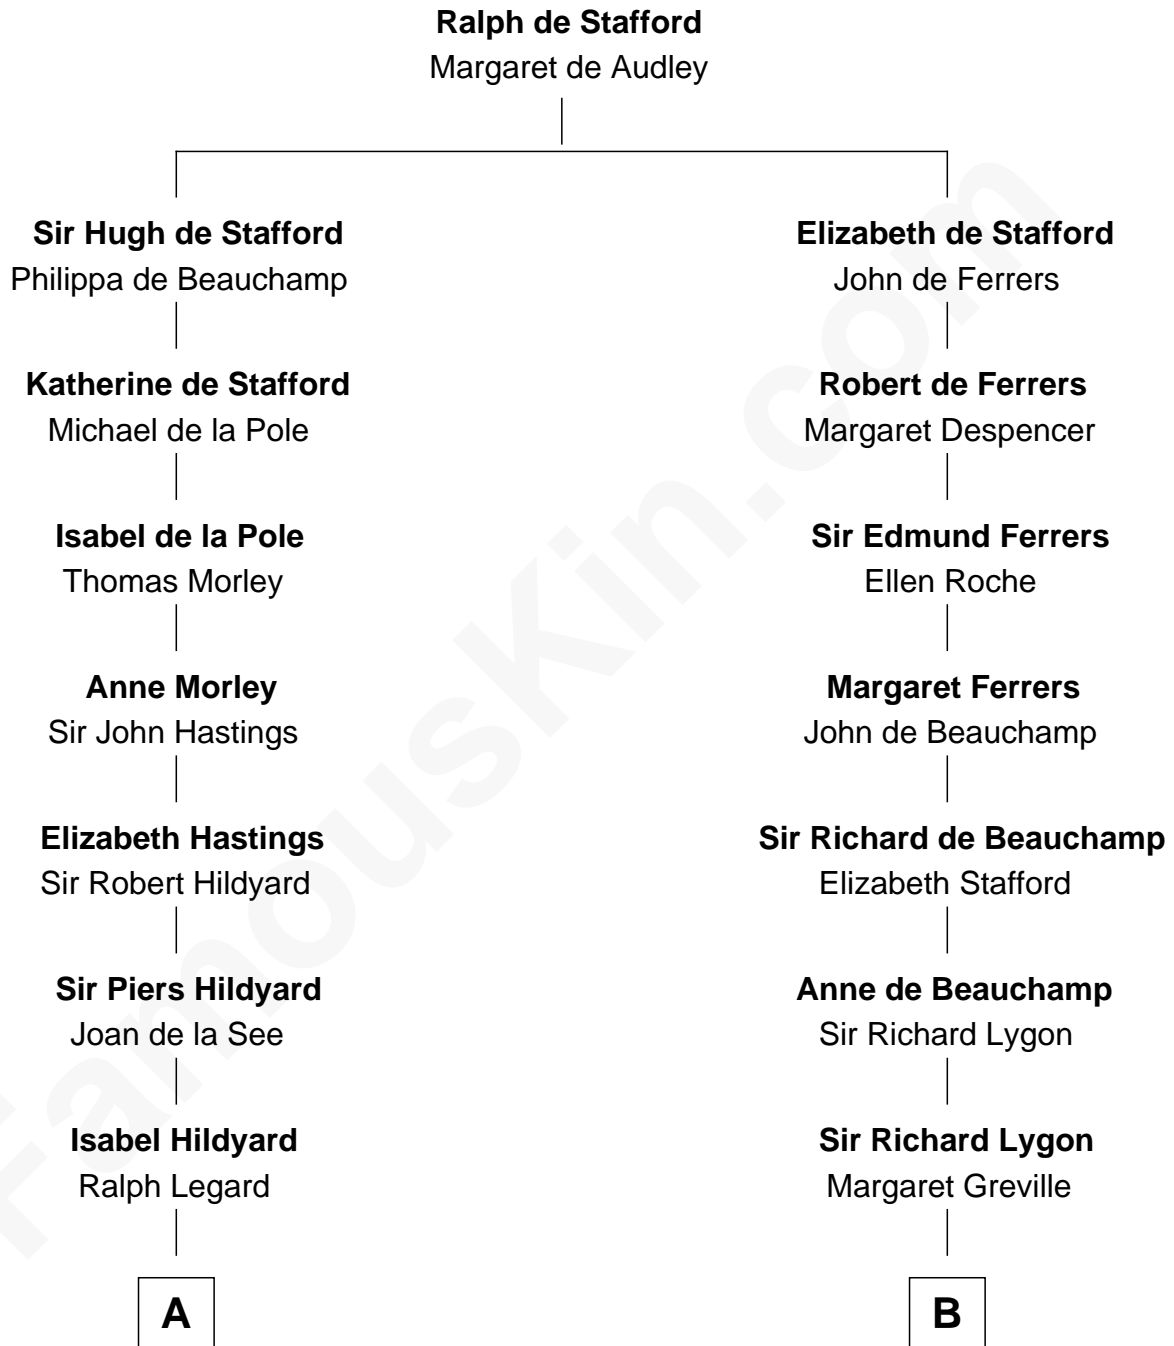 Ralph de Stafford
Margaret de Audley
Sir Hugh de Stafford
Philippa de Beauchamp
Katherine de Stafford
Michael de la Pole
Isabel de la Pole
Thomas Morley
Anne Morley
Sir John Hastings
Elizabeth Hastings
Sir Robert Hildyard
Sir Piers Hildyard
Joan de la See
Isabel Hildyard
Ralph Legard
A
Elizabeth de Stafford
John de Ferrers
Robert de Ferrers
Margaret Despencer
Sir Edmund Ferrers
Ellen Roche
Margaret Ferrers
John de Beauchamp
Sir Richard de Beauchamp
Elizabeth Stafford
Anne de Beauchamp
Sir Richard Lygon
Sir Richard Lygon
Margaret Greville
B
FamousKin.com